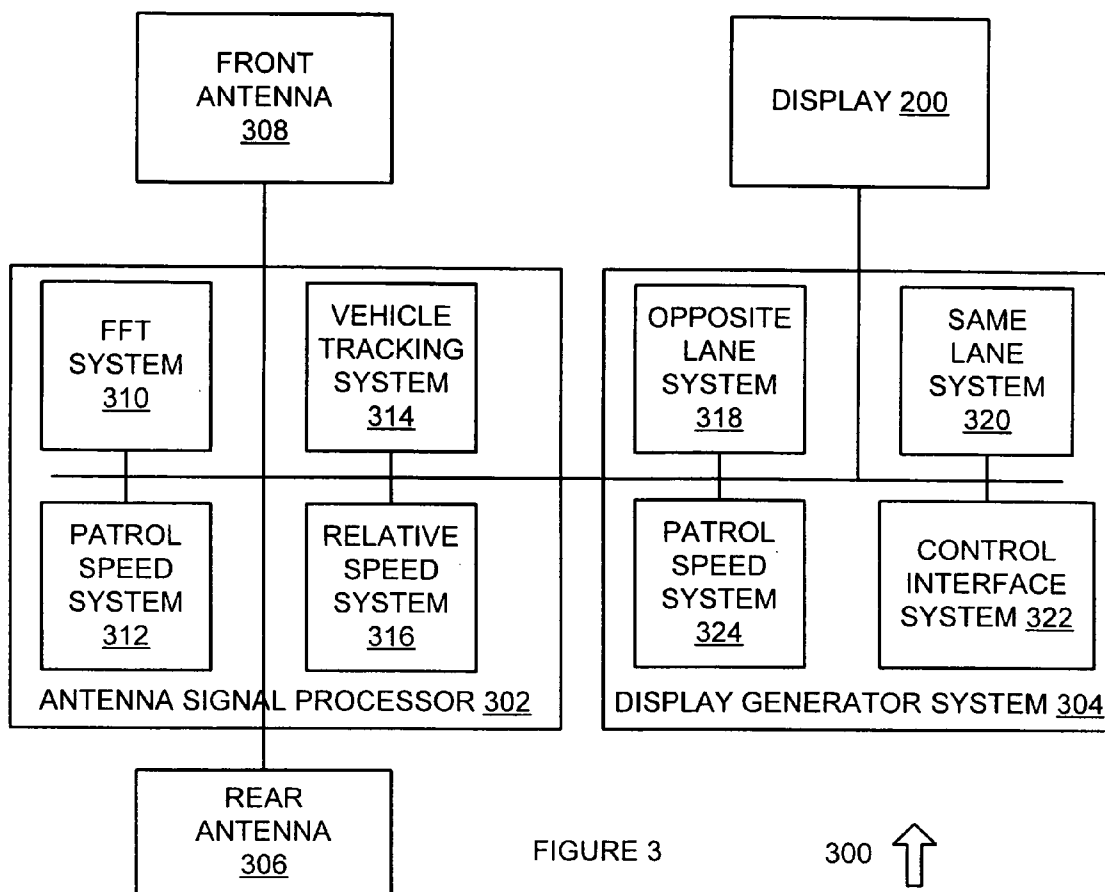 FRONT
ANTENNA
308
DISPLAY 200
FFT
SYSTEM
310
VEHICLE
TRACKING
SYSTEM
314
OPPOSITE
LANE
SYSTEM
318
SAME
LANE
SYSTEM
320
PATROL
SPEED
SYSTEM
312
RELATIVE
SPEED
SYSTEM
316
PATROL
SPEED
SYSTEM
324
CONTROL
INTERFACE
SYSTEM 322
ANTENNA SIGNAL PROCESSOR 302
DISPLAY GENERATOR SYSTEM 304
REAR
ANTENNA
306
FIGURE 3
300